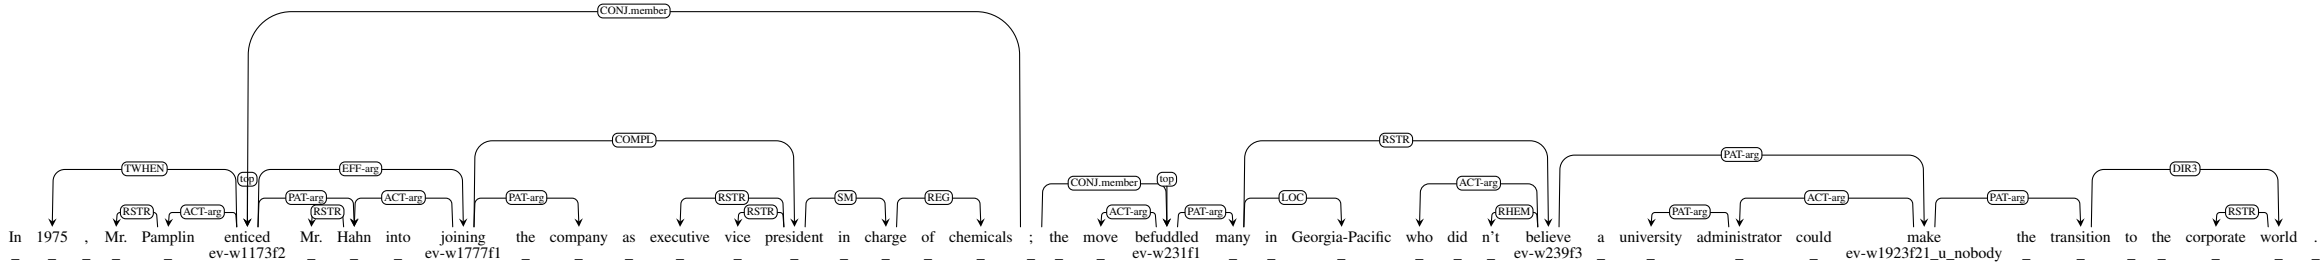 CONJ.member
COMPL RSTR
PAT-arg
TWHEN top EFF-arg DIR3
CONJ.member top ACT-arg
PAT-arg ACT-arg PAT-arg RSTR SM REG LOC ACT-arg PAT-arg
RSTR ACT-arg RSTR RSTR ACT-arg PAT-arg RHEM PAT-arg RSTR
In 1975 , Mr. Pamplin enticed Mr. Hahn into joining the company as executive vice president in charge of chemicals ; the move befuddled many in Georgia-Pacific who did n't believe a university administrator could make the transition to the corporate world .
_ _ _ _ _ ev-w1173f2 _ _ _ ev-w1777f1 _ _ _ _ _ _ _ _ _ _ _ _ _ ev-w231f1 _ _ _ _ _ _ ev-w239f3 _ _ _ _ ev-w1923f21_u_nobody _ _ _ _ _ _ _